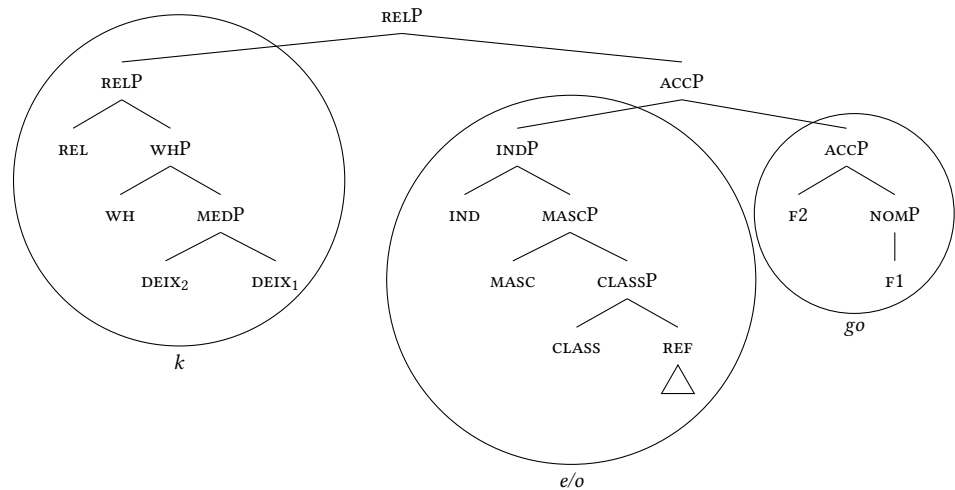 RELP
RELP ACCP
REL WHP INDP ACCP
WH MEDP IND MASCP F2 NOMP
DEIX₂ DEIX₁ MASC CLASSP F1
go
k CLASS REF
e/o